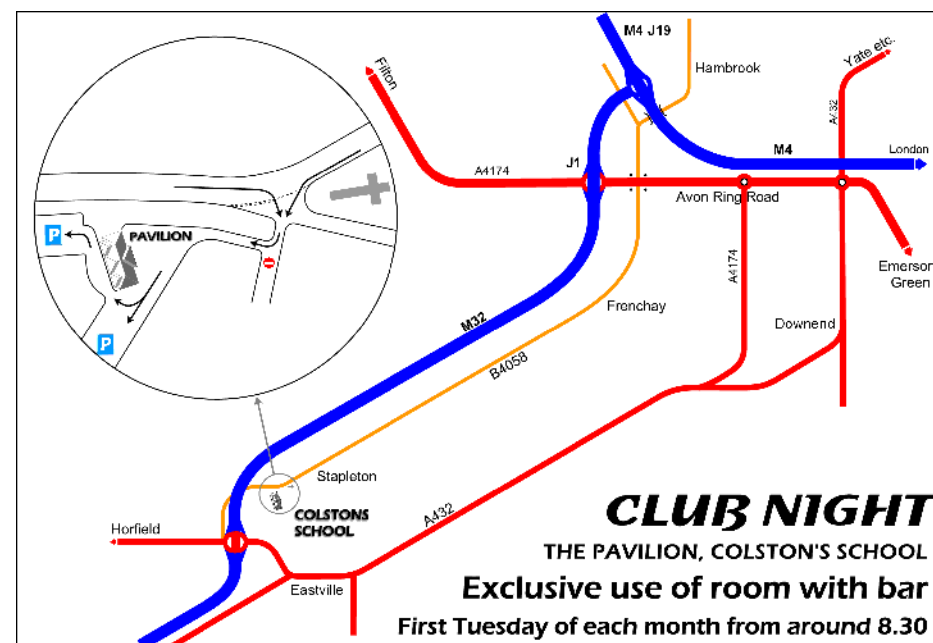 M4 J19
Hambrook
Yate etc.
A432
Filton
J1
M4
London
A4174
Avon Ring Road
P
PAVILION
A4174
Emerson
Green
Frenchay
Downend
M32
P
B4058
Stapleton
COLSTONS
SCHOOL
A432
Horfield
Eastville
CLUB NIGHT
THE PAVILION, COLSTON'S SCHOOL
Exclusive use of room with bar
First Tuesday of each month from around 8.30